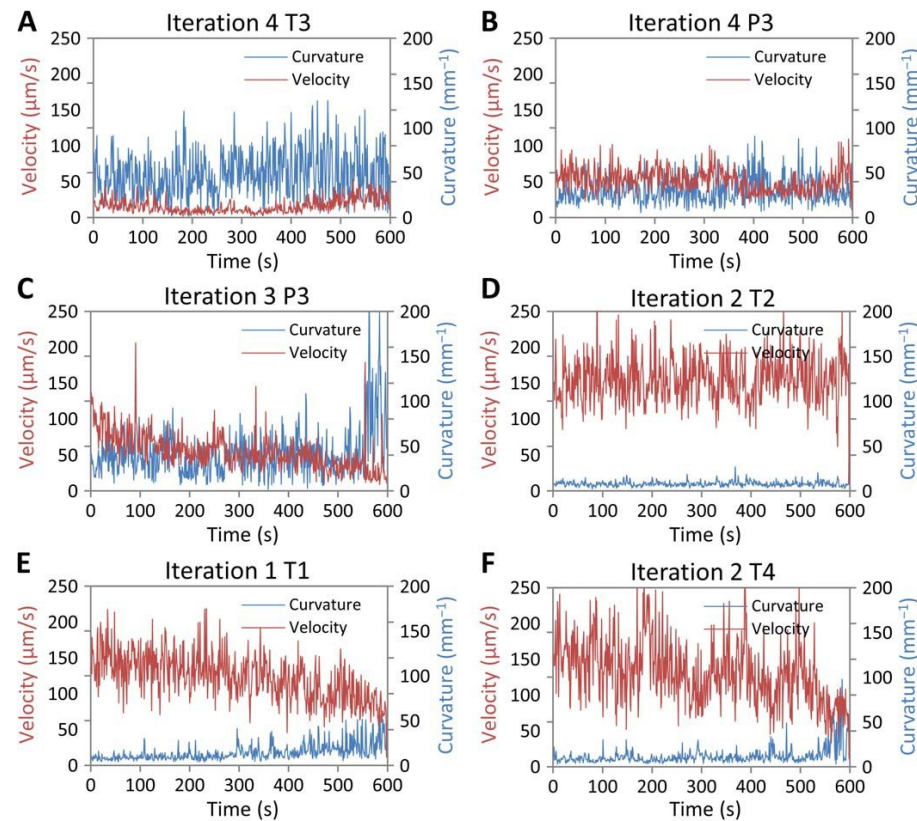 A Iteration 4 T3
250
200
150
100
50
0
200
150
100
50
0
Curvature
Velocity
Velocity (µm/s)
Curvature (mm⁻¹)
0 100 200 300 400 500 600
Time (s)
B Iteration 4 P3
250
200
150
100
50
0
200
150
100
50
0
Curvature
Velocity
Velocity (µm/s)
Curvature (mm⁻¹)
0 100 200 300 400 500 600
Time (s)
C Iteration 3 P3
250
200
150
100
50
0
200
150
100
50
0
Curvature
Velocity
Velocity (µm/s)
Curvature (mm⁻¹)
0 100 200 300 400 500 600
Time (s)
D Iteration 2 T2
250
200
150
100
50
0
200
150
100
50
0
Curvature
Velocity
Velocity (µm/s)
Curvature (mm⁻¹)
0 100 200 300 400 500 600
Time (s)
E Iteration 1 T1
250
200
150
100
50
0
200
150
100
50
0
Curvature
Velocity
Velocity (µm/s)
Curvature (mm⁻¹)
0 100 200 300 400 500 600
Time (s)
F Iteration 2 T4
250
200
150
100
50
0
200
150
100
50
0
Curvature
Velocity
Velocity (µm/s)
Curvature (mm⁻¹)
0 100 200 300 400 500 600
Time (s)